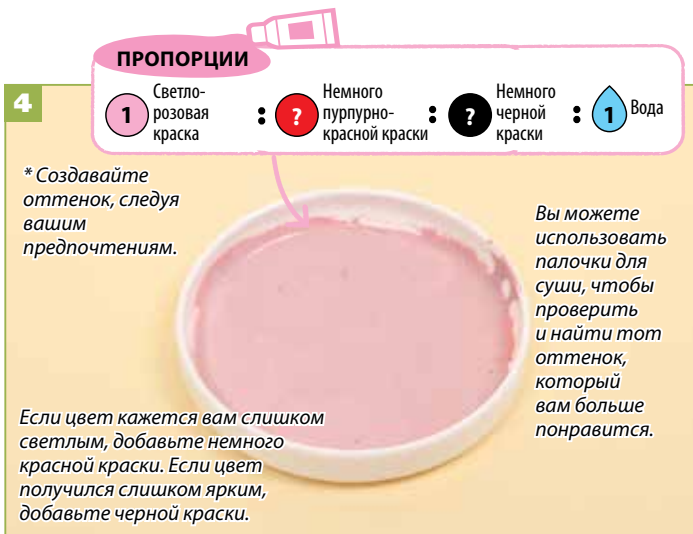 ПРОПОРЦИИ
4
1
Светло-
розовая
краска
:
?
Немного
пурпурно-
красной краски
:
?
Немного
черной
краски
:
1
Вода
* Создавайте
оттенок, следуя
вашим
предпочтениям.
Вы можете
использовать
палочки для
суши, чтобы
проверить
и найти тот
оттенок,
который
вам больше
понравится.
Если цвет кажется вам слишком
светлым, добавьте немного
красной краски. Если цвет
получился слишком ярким,
добавьте черной краски.